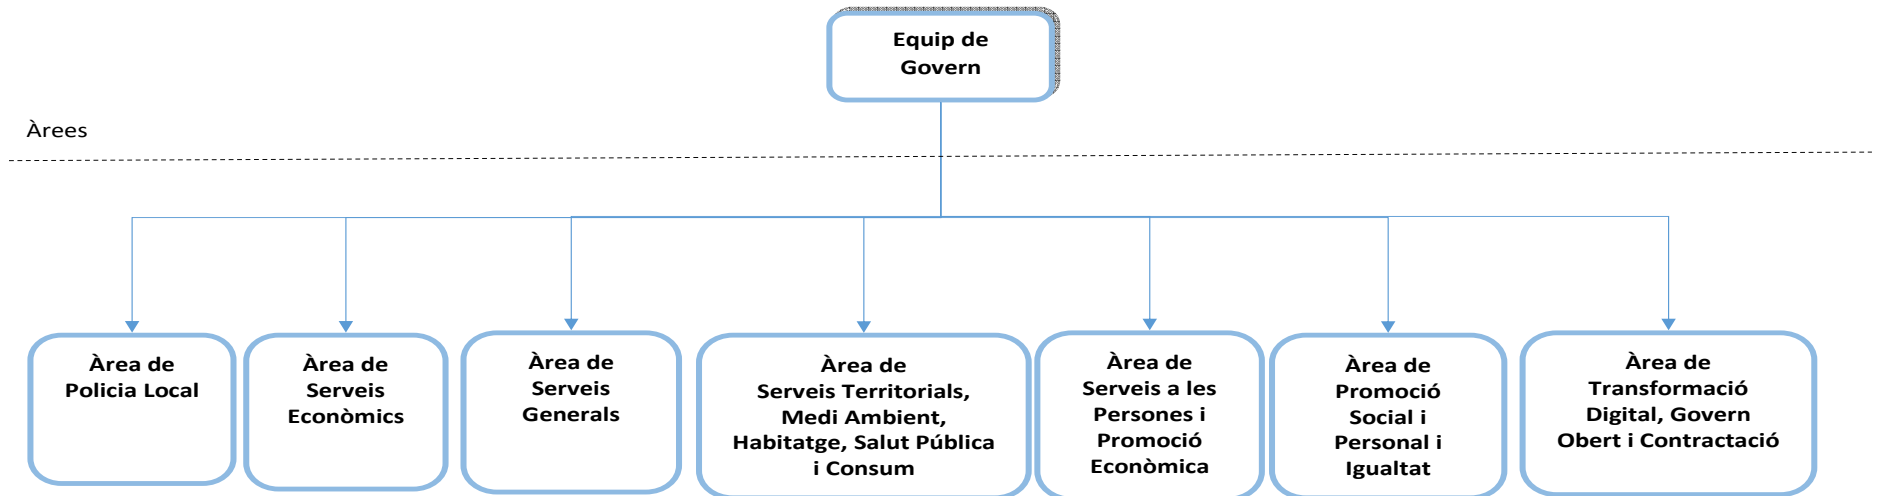 Equip de
Govern
Àrees
Àrea de
Policia Local
Àrea de
Serveis
Econòmics
Àrea de
Serveis
Generals
Àrea de
Serveis Territorials,
Medi Ambient,
Habitatge, Salut Pública
i Consum
Àrea de
Serveis a les
Persones i
Promoció
Econòmica
Àrea de
Promoció
Social i
Personal i
Igualtat
Àrea de
Transformació
Digital, Govern
Obert i Contractació